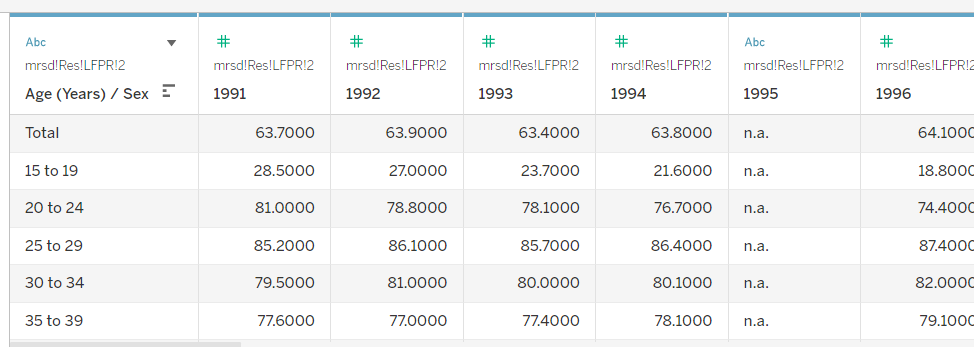 Abc # # # # Abc #
mrsd!Res!LFPR!2 mrsd!Res!LFPR!2 mrsd!Res!LFPR!2 mrsd!Res!LFPR!2 mrsd!Res!LFPR!2 mrsd!Res!LFPR!2 mrsd!Res!LFPR!2
Age (Years) / Sex 1991 1992 1993 1994 1995 1996
Total 63.7000 63.9000 63.4000 63.8000 n.a. 64.1000
15 to 19 28.5000 27.0000 23.7000 21.6000 n.a. 18.8000
20 to 24 81.0000 78.8000 78.1000 76.7000 n.a. 74.4000
25 to 29 85.2000 86.1000 85.7000 86.4000 n.a. 87.4000
30 to 34 79.5000 81.0000 80.0000 80.1000 n.a. 82.0000
35 to 39 77.6000 77.0000 77.4000 78.1000 n.a. 79.1000